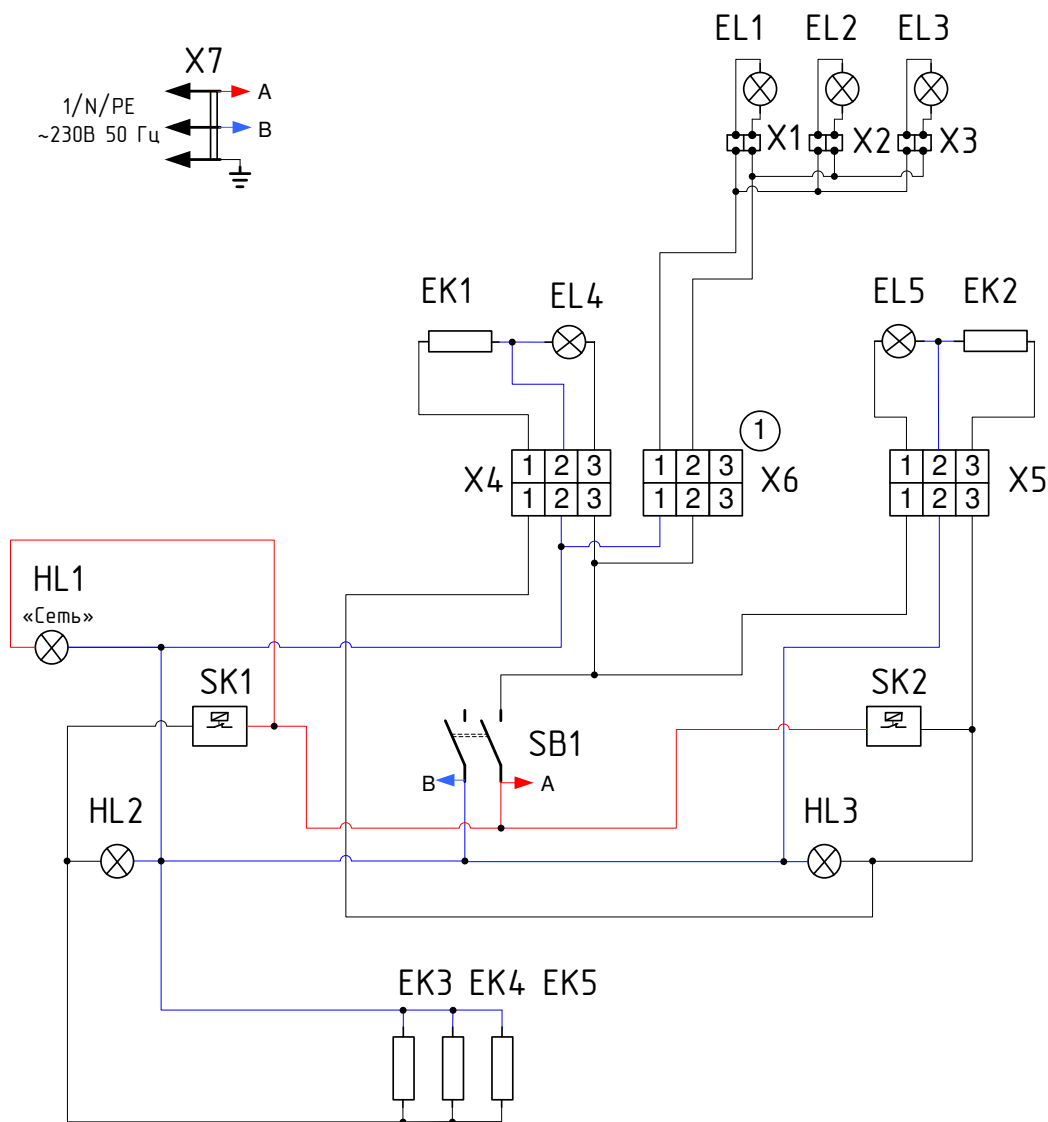 EL1 EL2 EL3
X7
A
1/N/PE
B
~230В 50 Гц
X1 X2 X3
EK1 EL4 EL5 EK2
1
1 2 3 1 2 3 1 2 3
X4 X6 X5
1 2 3 1 2 3 1 2 3
HL1
«Сеть»
SK1 SK2
SB1
B A
HL2 HL3
EK3 EK4 EK5